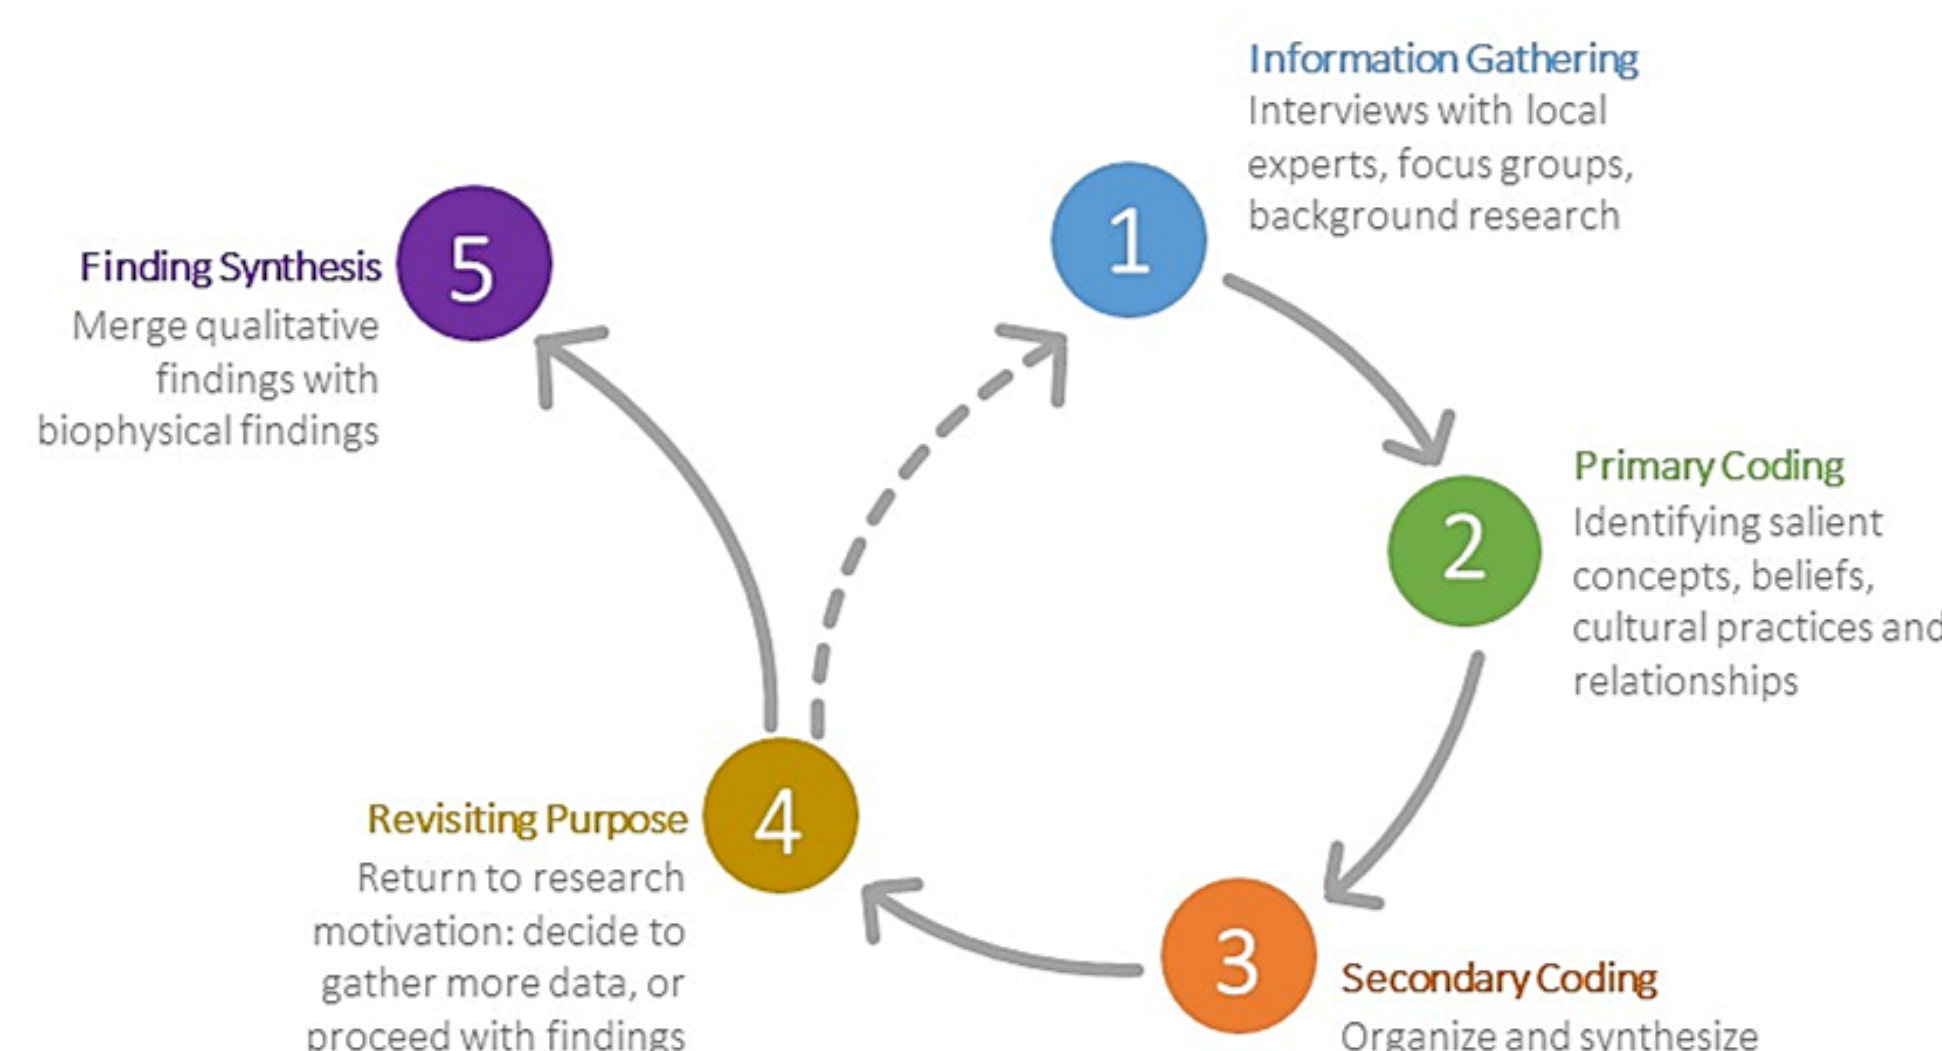 1
Information Gathering
Interviews with local
experts, focus groups,
background research
2
Primary Coding
Identifying salient
concepts, beliefs,
cultural practices and
relationships
3
Secondary Coding
Organize and synthesize
4
Revisiting Purpose
Return to research
motivation: decide to
gather more data, or
proceed with findings
5
Finding Synthesis
Merge qualitative
findings with
biophysical findings